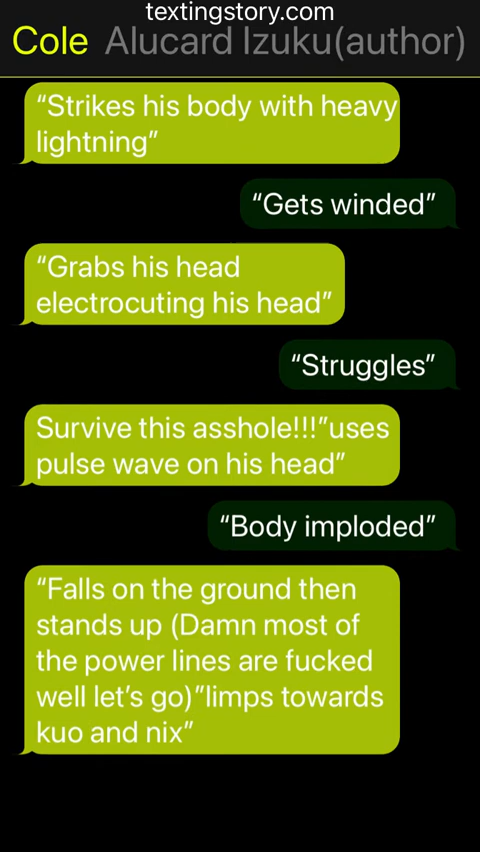 textingstory.com
Cole Alucard Izuku(author)
“Strikes his body with heavy
lightning”
“Gets winded”
“Grabs his head
electrocuting his head”
“Struggles”
Survive this asshole!!!”uses
pulse wave on his head”
“Body imploded”
“Falls on the ground then
stands up (Damn most of
the power lines are fucked
well let’s go)”limps towards
kuo and nix”